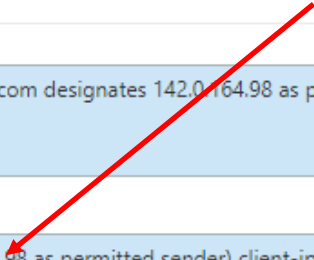 com designates 142.0.164.98 as p
98 as permitted sender) client-in